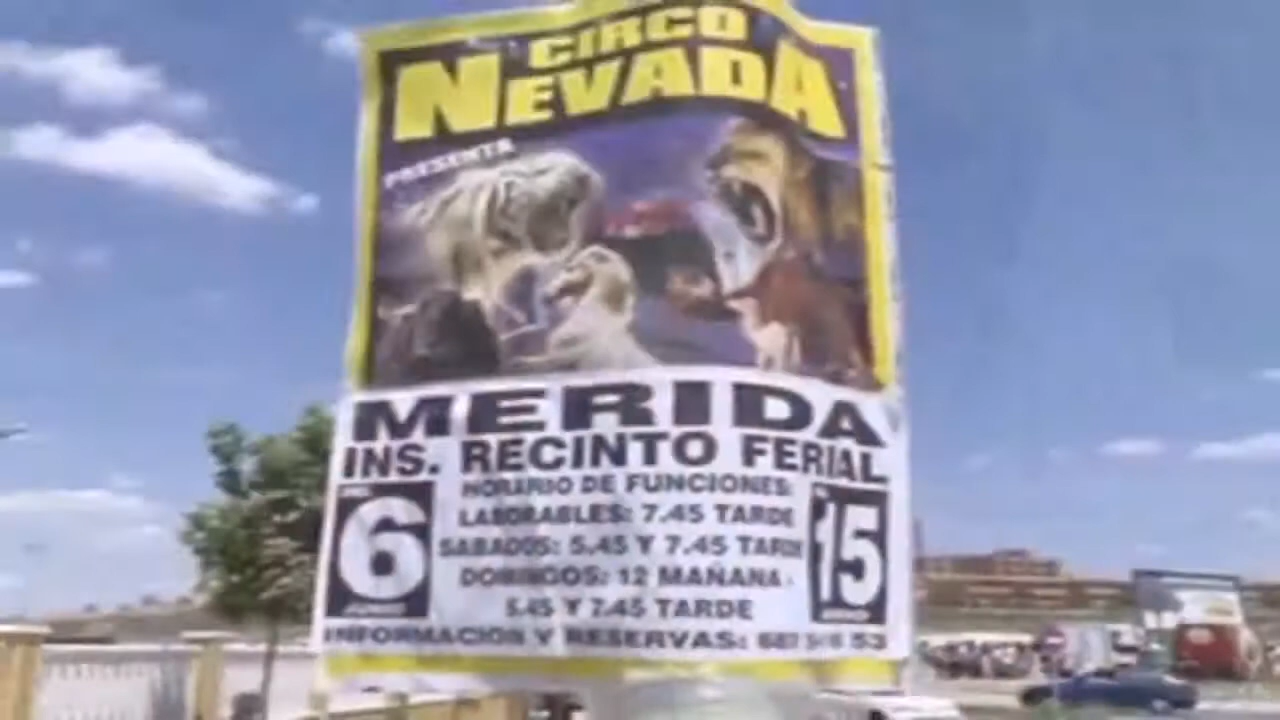 CIRCO
NEVADA
PRESENTA
MERIDA
INS. RECINTO FERIAL
HORARIO DE FUNCIONES:
6
LABORABLES: 7.45 TARDE
15
SABADOS: 5.45 Y 7.45 TARDE
DOMINGOS: 12 MAÑANA
5.45 Y 7.45 TARDE
INFORMACION Y RESERVAS: